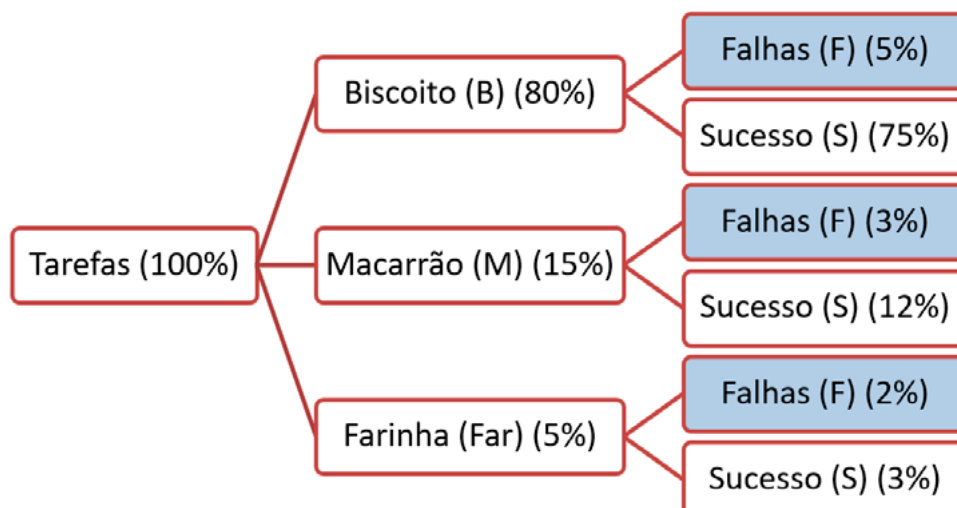 Tarefas (100%)
Biscoito (B) (80%)
Falhas (F) (5%)
Sucesso (S) (75%)
Macarrão (M) (15%)
Falhas (F) (3%)
Sucesso (S) (12%)
Farinha (Far) (5%)
Falhas (F) (2%)
Sucesso (S) (3%)